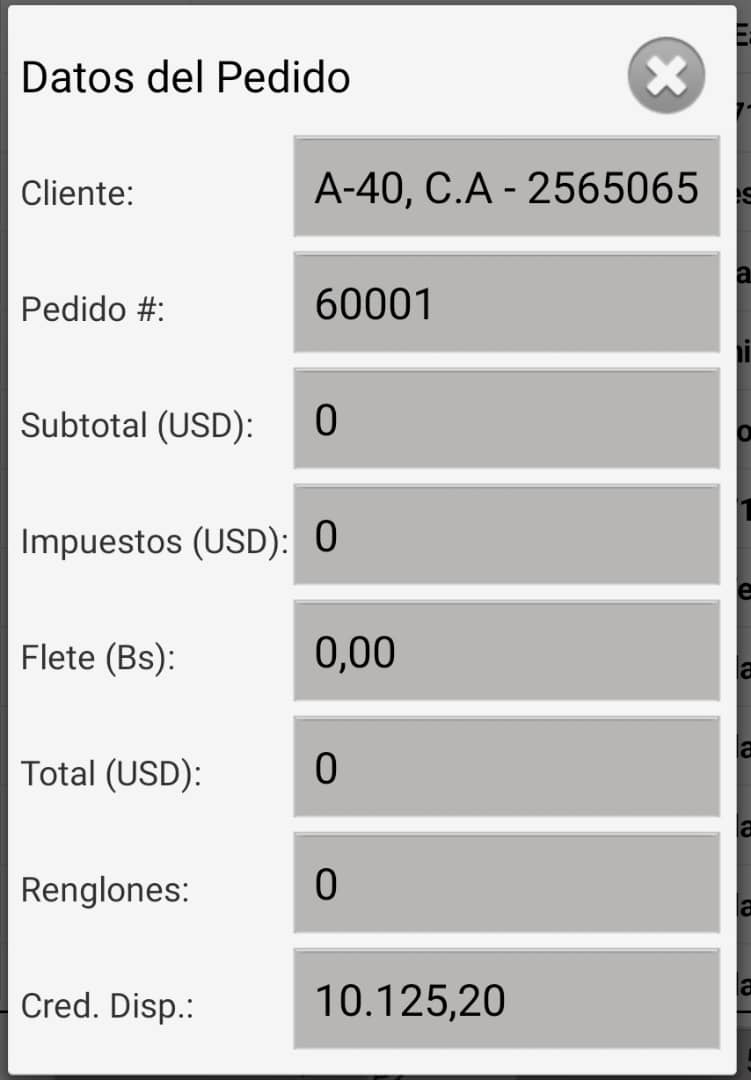 Datos del Pedido
Cliente: A-40, C.A - 2565065
Pedido #: 60001
Subtotal (USD): 0
Impuestos (USD): 0
Flete (Bs): 0,00
Total (USD): 0
Renglones: 0
Cred. Disp.: 10.125,20